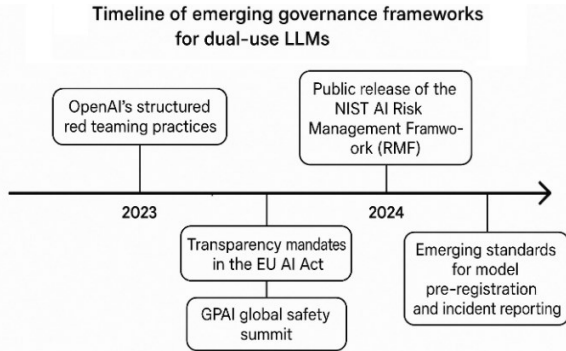 Timeline of emerging governance frameworks
for dual-use LLMs
OpenAI's structured
red teaming practices
Public release of the
NIST AI Risk
Management Framwo-
ork (RMF)
2023
2024
Transparency mandates
in the EU AI Act
GPAI global safety
summit
Emerging standards
for model
pre-registration
and incident reporting